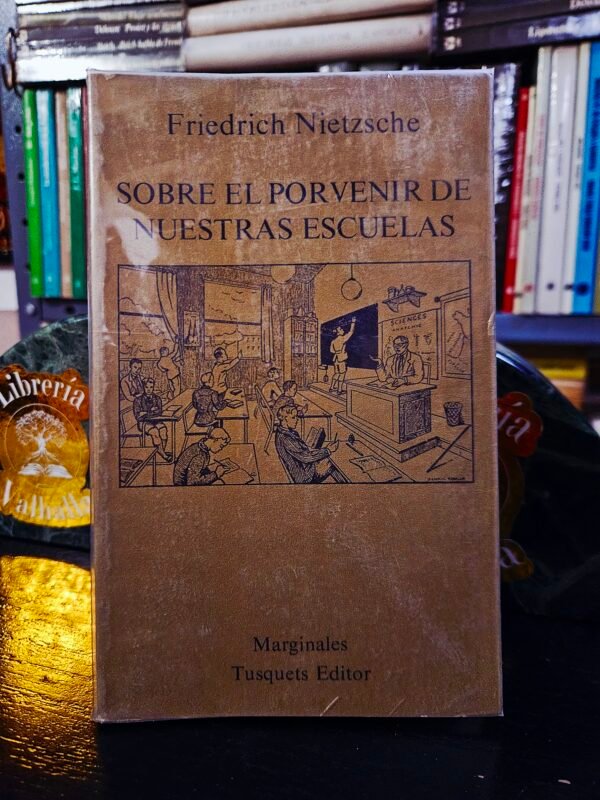 Friedrich Nietzsche
SOBRE EL PORVENIR DE
NUESTRAS ESCUELAS
SCIENCES
Marginales
Tusquets Editor
Librería
Valhalla